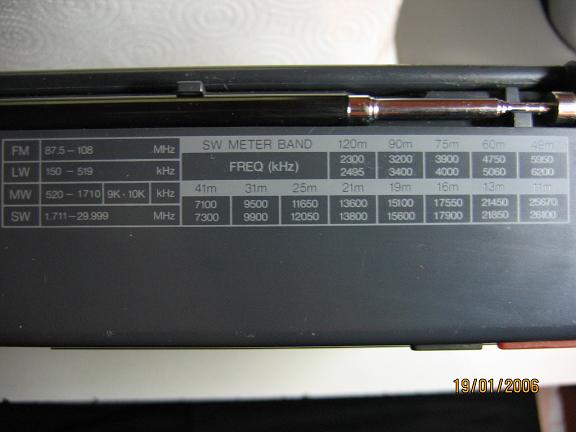 FM 87.5-108 MHz SW METER BAND 120m 90m 75m 60m 49m
LW 150-519 kHz FREQ (kHz) 2300 3200 3900 4750 5950
2495 3400 4000 5060 6200
MW 520-1710 9K-10K kHz 41m 31m 25m 21m 19m 16m 13m 11m
7100 9500 11650 13600 15100 17550 21450 25670
SW 1.711-29.999 MHz 7300 9900 12050 13800 15600 17900 21850 26100
19/01/2006